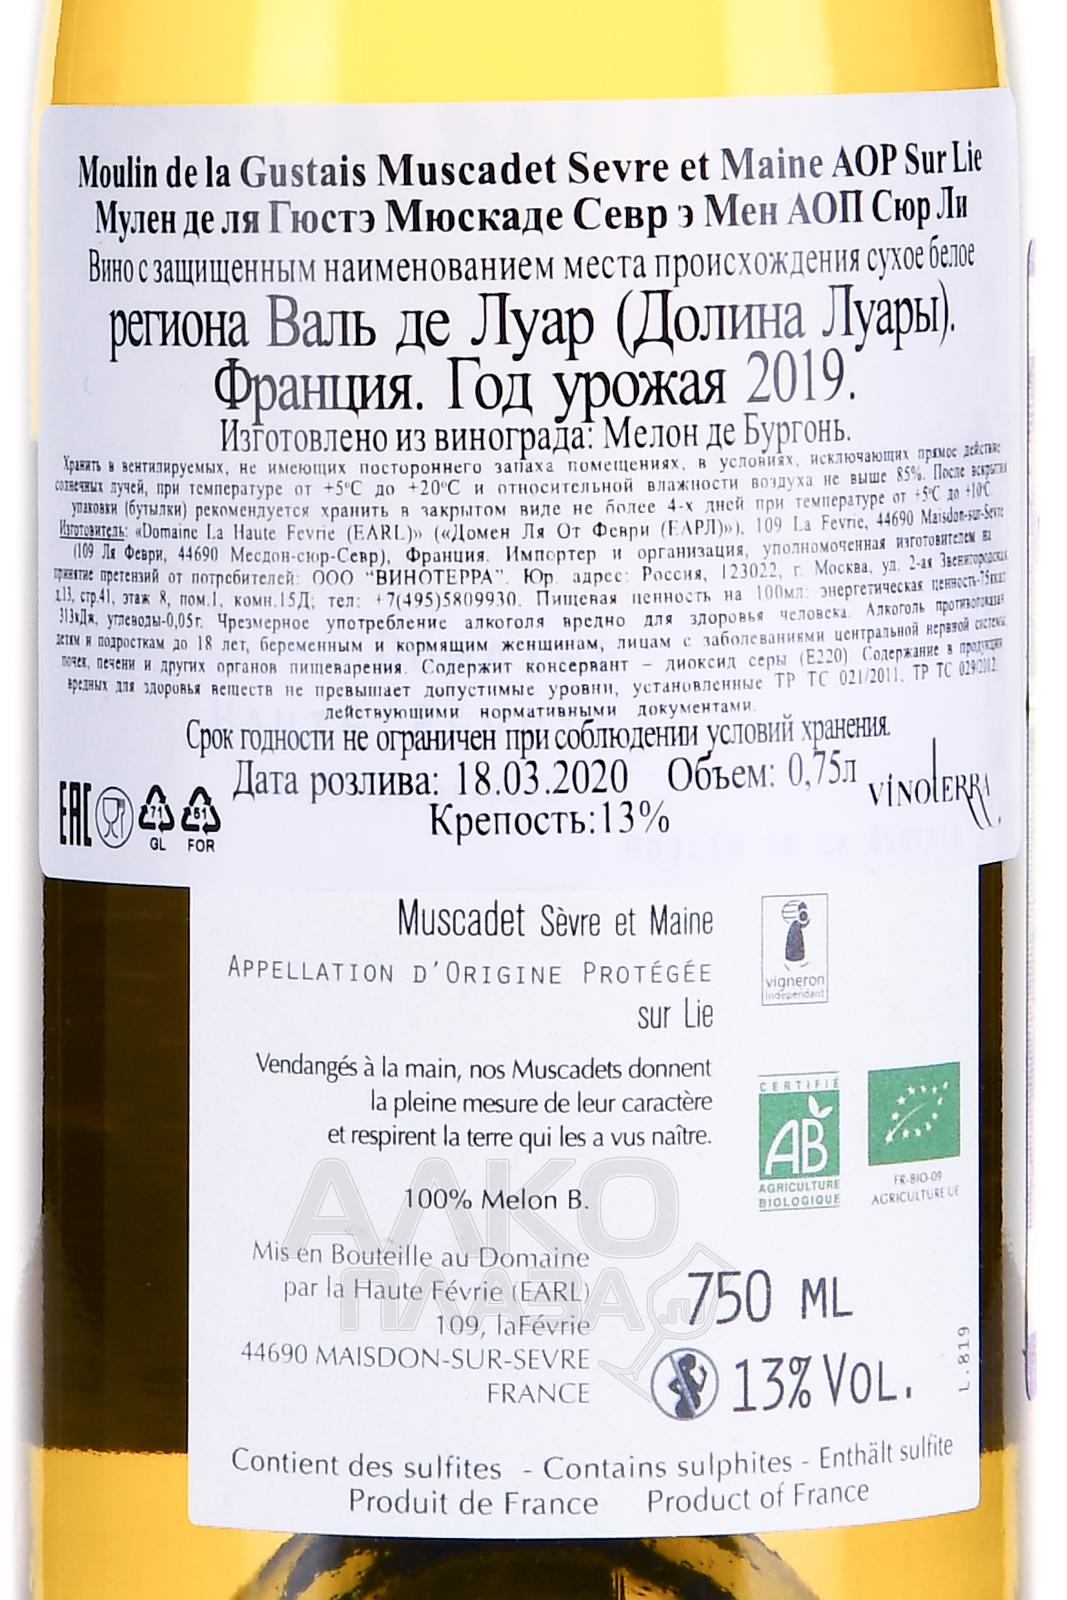 Moulin de la Gustais Muscadet Sevre et Maine AOP Sur Lie
Мулен де ля Гюстэ Мюскаде Севр э Мен АОП Сюр Ли
Вино с защищенным наименованием места происхождения сухое белое
региона Валь де Луар (Долина Луары).
Франция. Год урожая 2019.
Изготовлено из винограда: Мелон де Бургонь.
Хранить в вентилируемых, не имеющих постороннего запаха помещениях, в условиях, исключающих прямое действие
солнечных лучей, при температуре от +5°C до +20°C и относительной влажности воздуха не выше 85%. После вскрытия
упаковки (бутылки) рекомендуется хранить в закрытом виде не более 4-х дней при температуре от +5°C до +10°C.
Изготовитель: «Domaine La Haute Fevrie (EARL)» («Домен Ля От Феври (ЕАРЛ)»), 109 La Fevrie, 44690 Maisdon-sur-Sevre
(109 Ля Феври, 44690 Месдон-сюр-Севр), Франция. Импортер и организация, уполномоченная изготовителем на
принятие претензий от потребителей: ООО "ВИНОТЕРРА". Юр. адрес: Россия, 123022, г. Москва, ул. 2-ая Звенигородская,
д.13, стр.41, этаж 8, пом.1, комн.15Д; тел: +7(495)5809930. Пищевая ценность на 100мл: энергетическая ценность-75ккал
313кДж, углеводы-0,05г. Чрезмерное употребление алкоголя вредно для здоровья человека. Алкоголь противопоказан
детям и подросткам до 18 лет, беременным и кормящим женщинам, лицам с заболеваниями центральной нервной системы,
почек, печени и других органов пищеварения. Содержит консервант – диоксид серы (E220). Содержание в продукции
вредных для здоровья веществ не превышает допустимые уровни, установленные ТР ТС 021/2011, ТР ТС 029/2012,
действующими нормативными документами.
Срок годности не ограничен при соблюдении условий хранения.
Дата розлива: 18.03.2020 Объем: 0,75л
Крепость:13%
EAC
71
GL
51
FOR
VINOTERRA
Muscadet Sèvre et Maine
Appellation d'Origine Protégée
sur Lie
vigneron
indépendant
Vendangés à la main, nos Muscadets donnent
la pleine mesure de leur caractère
et respirent la terre qui les a vus naître.
CERTIFIÉ
AB
AGRICULTURE
BIOLOGIQUE
FR-BIO-09
AGRICULTURE UE
100% Melon B.
Mis en Bouteille au Domaine
par la Haute Févrie (EARL)
109, laFévrie
44690 MAISDON-SUR-SEVRE
FRANCE
АЛКО
ПЛАЗА.ru
750 ML
13% VOL.
L.819
Contient des sulfites - Contains sulphites - Enthält sulfite
Produit de France Product of France